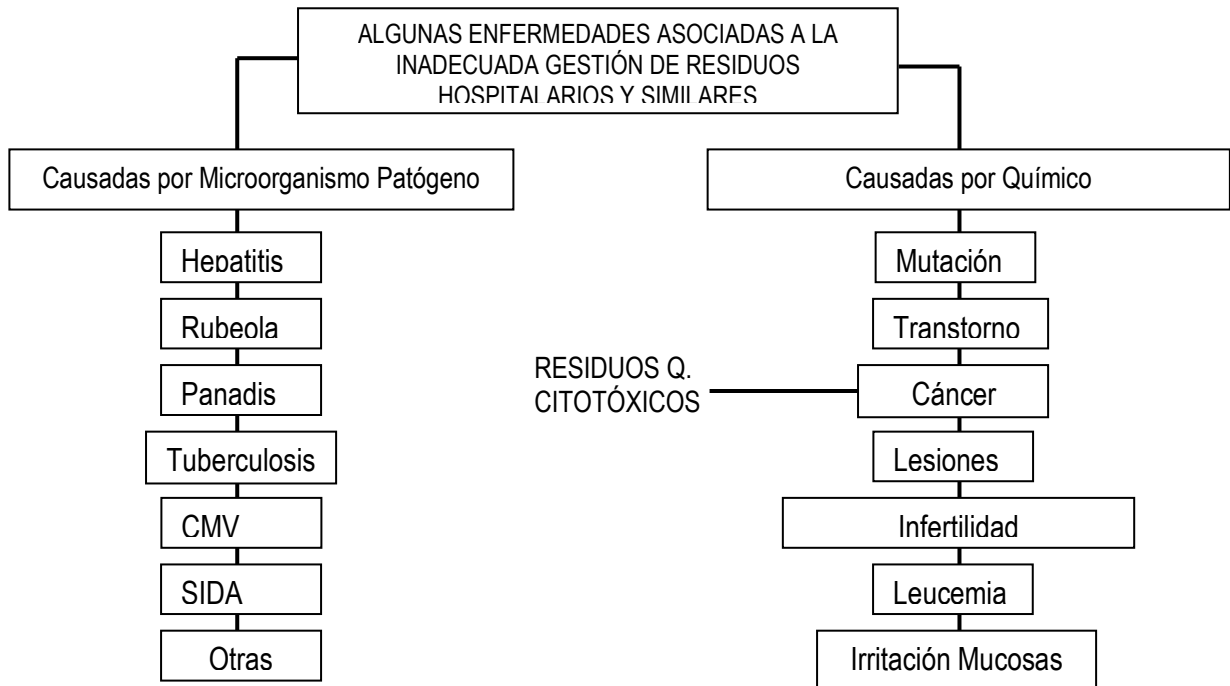 ALGUNAS ENFERMEDADES ASOCIADAS A LA
INADECUADA GESTIÓN DE RESIDUOS
HOSPITALARIOS Y SIMILARES
Causadas por Microorganismo Patógeno
Hepatitis
Rubeola
Panadis
Tuberculosis
CMV
SIDA
Otras
Causadas por Químico
Mutación
Transtorno
RESIDUOS Q.
CITOTÓXICOS
Cáncer
Lesiones
Infertilidad
Leucemia
Irritación Mucosas